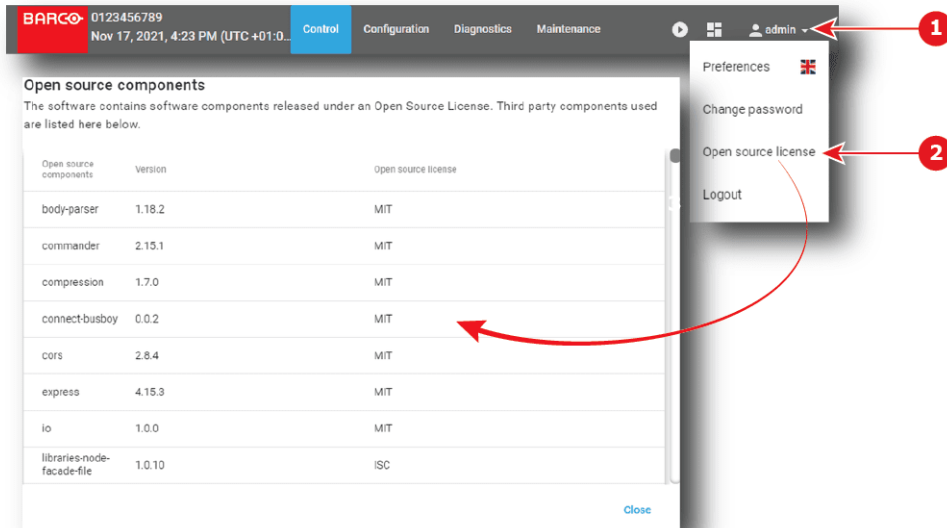 BARCO 0123456789
Nov 17, 2021, 4:23 PM (UTC +01:0...
Control Configuration Diagnostics Maintenance admin
1
Preferences
Change password
Open source license
2
Logout
Open source components
The software contains software components released under an Open Source License. Third party components used
are listed here below.
Open source
components
Version
Open source license
body-parser 1.18.2 MIT
commander 2.15.1 MIT
compression 1.7.0 MIT
connect-busboy 0.0.2 MIT
cors 2.8.4 MIT
express 4.15.3 MIT
io 1.0.0 MIT
libraries-node-
facade-file
1.0.10 ISC
Close